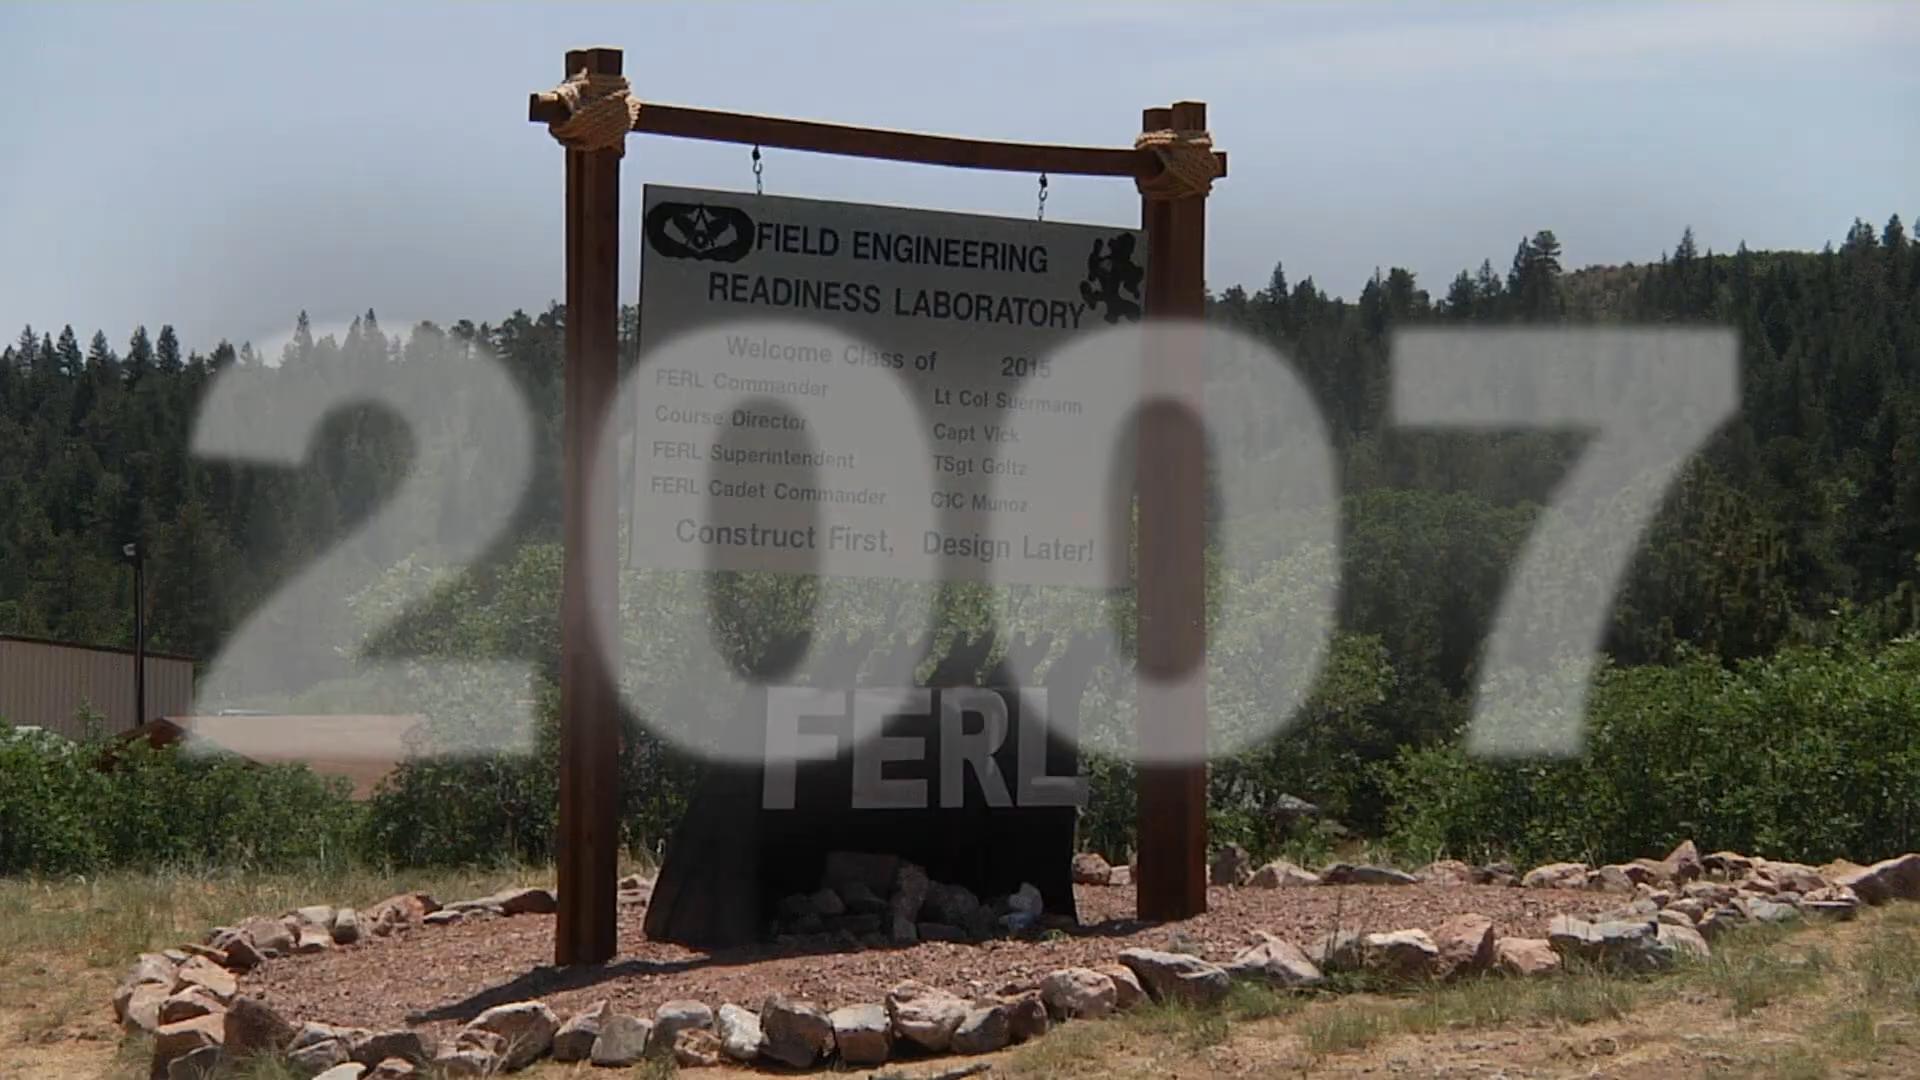 FIELD ENGINEERING
READINESS LABORATORY
Welcome Class of 2015
FERL Commander Lt Col Suermann
Course Director Capt Vick
FERL Superintendent TSgt Goltz
FERL Cadet Commander C1C Munoz
Construct First, Design Later!
2007
FERL